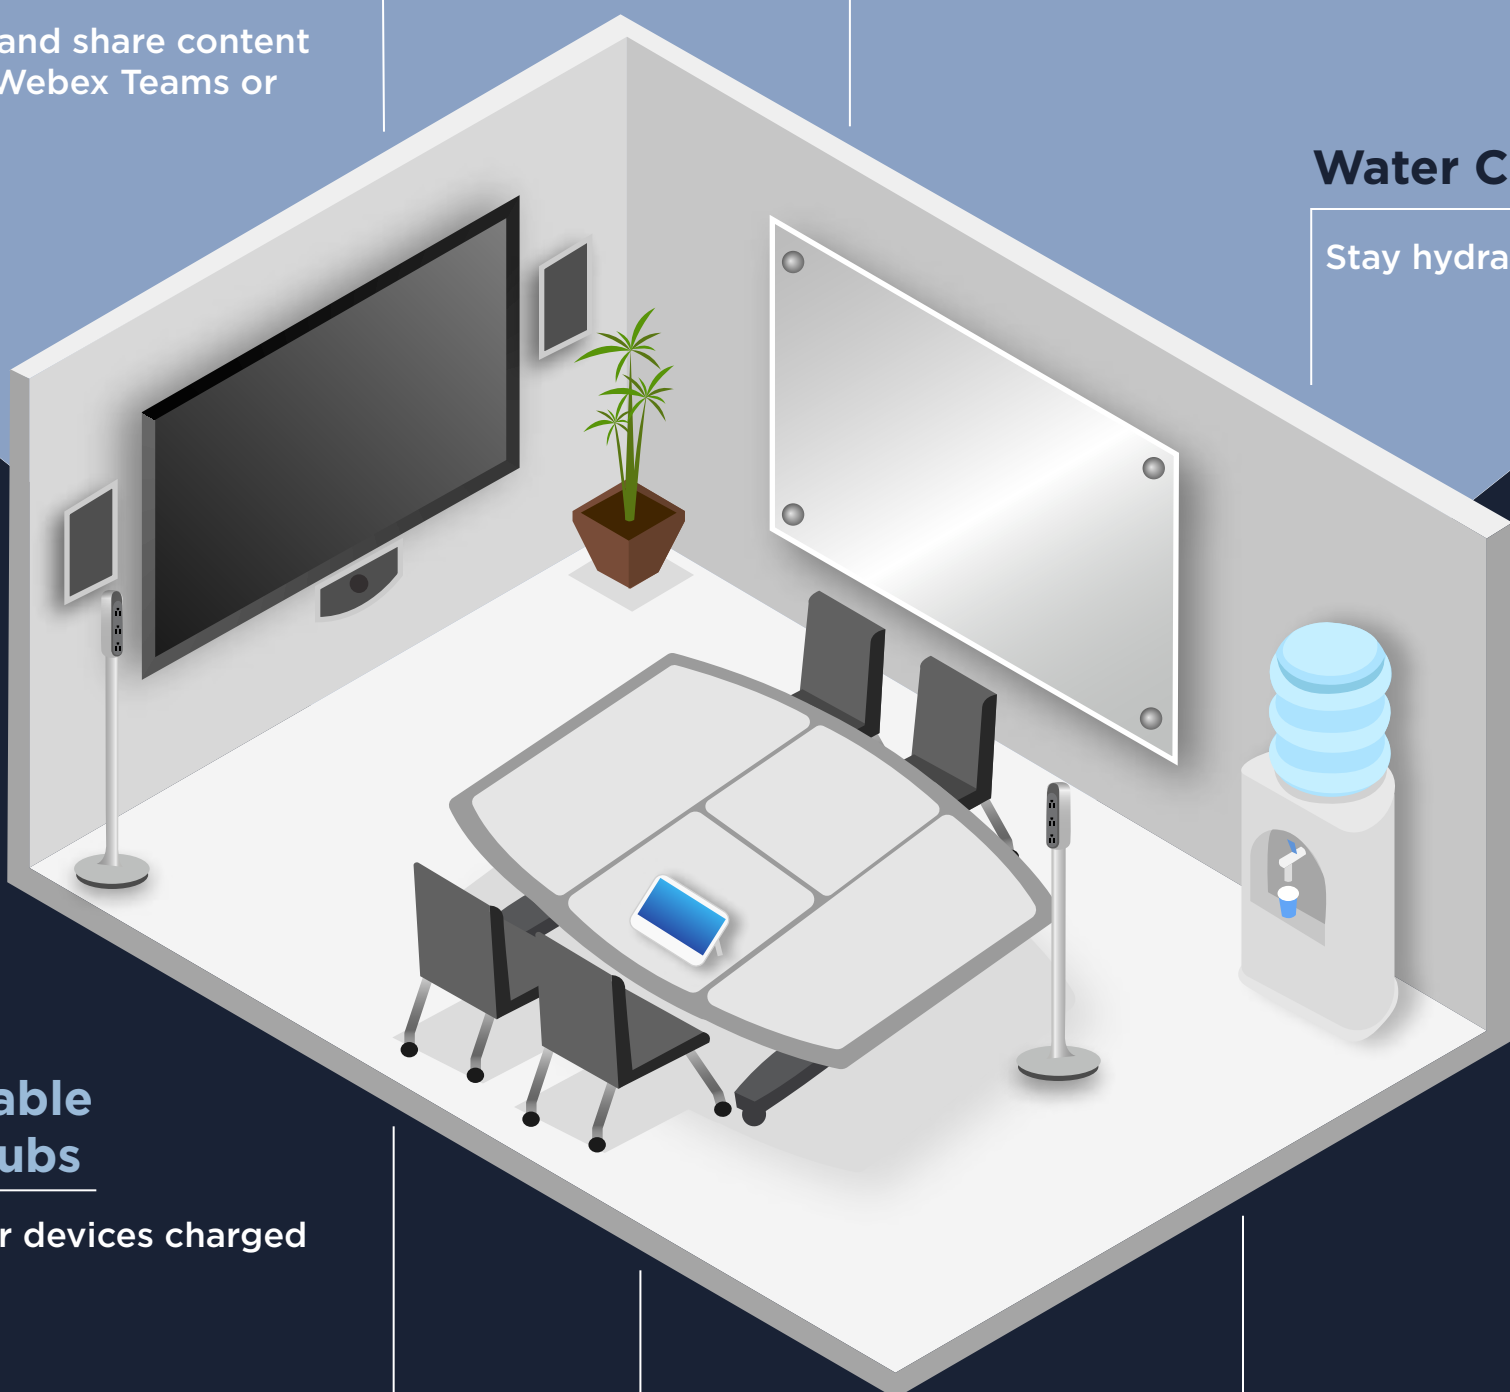 and share content
Webex Teams or
Water C
Stay hydra
able
ubs
r devices charged